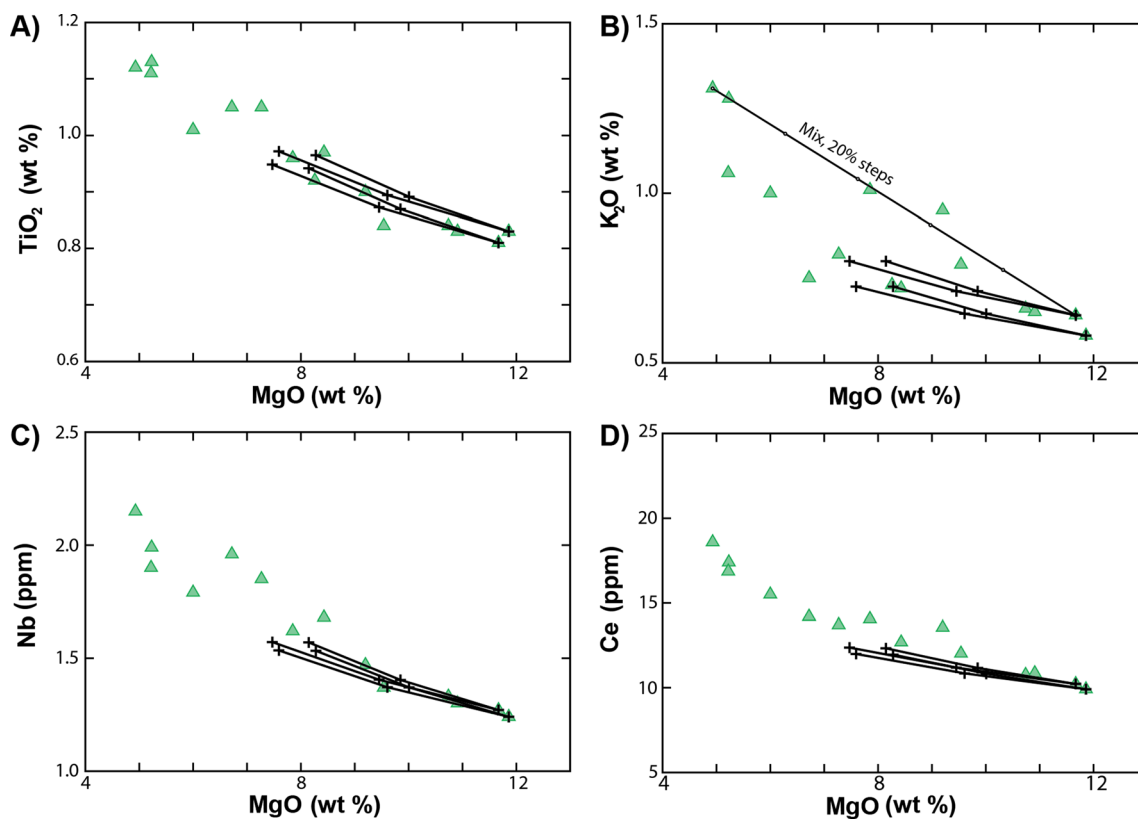 A)
1.2
1.0
0.8
0.6
TiO2 (wt %)
4
8
12
MgO (wt %)
B)
1.5
1.0
0.5
K2O (wt %)
Mix, 20% steps
4
8
12
MgO (wt %)
C)
2.5
2.0
1.5
1.0
Nb (ppm)
4
8
12
MgO (wt %)
D)
25
20
15
10
5
Ce (ppm)
4
8
12
MgO (wt %)